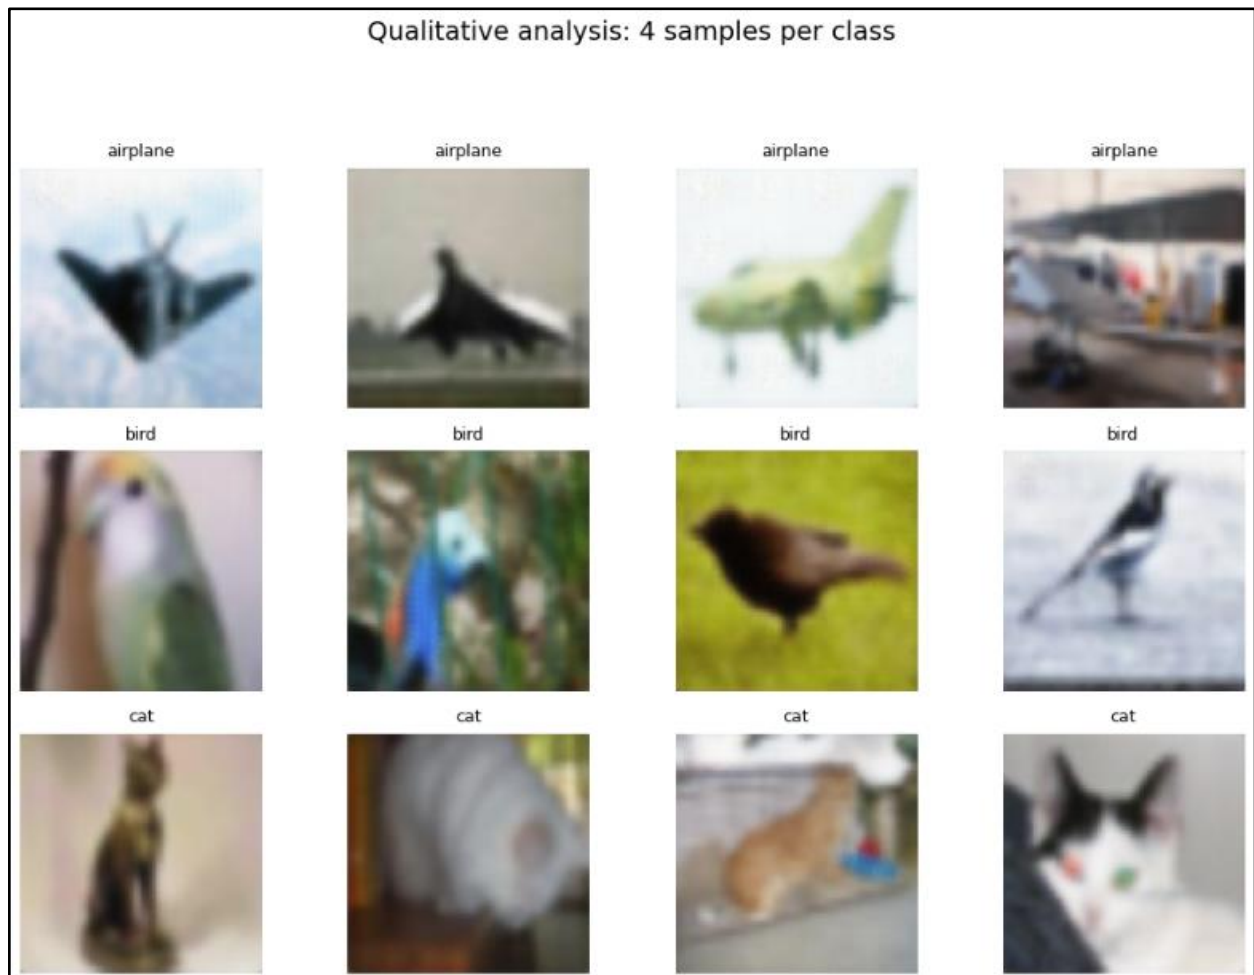 Qualitative analysis: 4 samples per class
airplane airplane airplane airplane
bird bird bird bird
cat cat cat cat